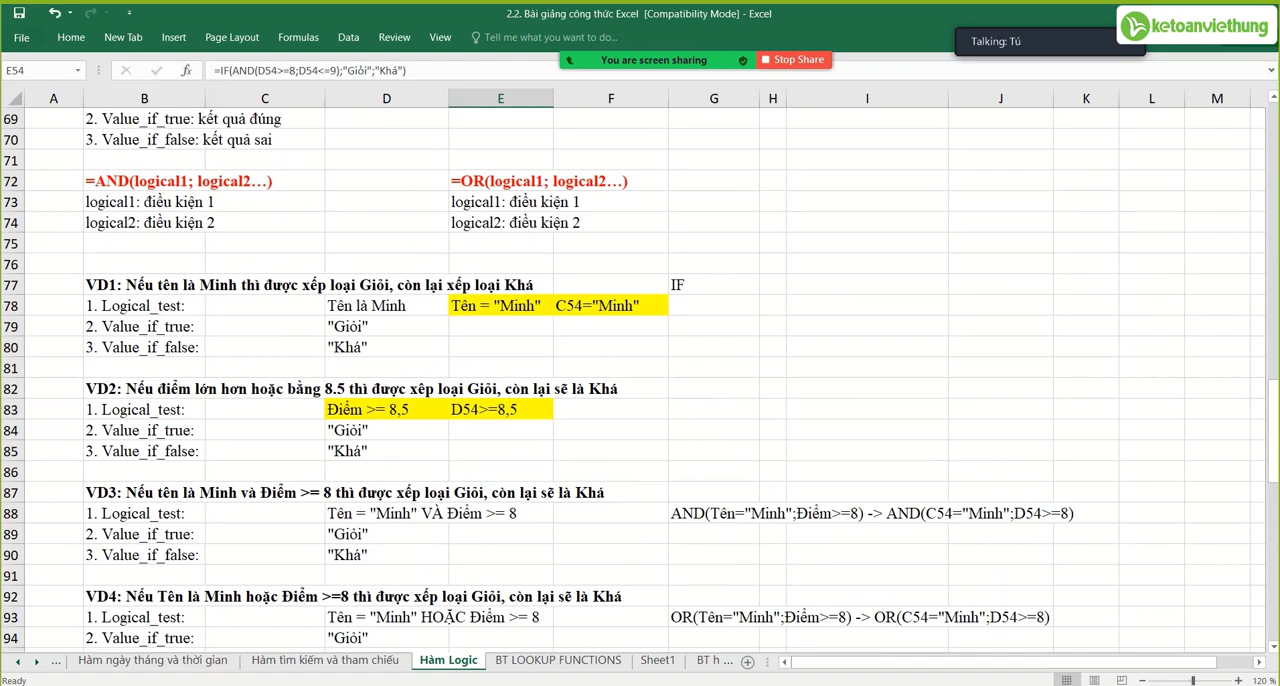 2.2. Bài giảng công thức Excel [Compatibility Mode] - Excel
ketoanviethung
File Home New Tab Insert Page Layout Formulas Data Review View Tell me what you want to do...
Talking: Tú
You are screen sharing Stop Share
E54 fx =IF(AND(D54>=8;D54<=9);"Giỏi";"Khá")
A B C D E F G H I J K L M
69 2. Value_if_true: kết quả đúng
70 3. Value_if_false: kết quả sai
71
72 =AND(logical1; logical2…) =OR(logical1; logical2…)
73 logical1: điều kiện 1 logical1: điều kiện 1
74 logical2: điều kiện 2 logical2: điều kiện 2
75
76
77 VD1: Nếu tên là Minh thì được xếp loại Giỏi, còn lại xếp loại Khá IF
78 1. Logical_test: Tên là Minh Tên = "Minh" C54="Minh"
79 2. Value_if_true: "Giỏi"
80 3. Value_if_false: "Khá"
81
82 VD2: Nếu điểm lớn hơn hoặc bằng 8.5 thì được xêp loại Giỏi, còn lại sẽ là Khá
83 1. Logical_test: Điểm >= 8,5 D54>=8,5
84 2. Value_if_true: "Giỏi"
85 3. Value_if_false: "Khá"
86
87 VD3: Nếu tên là Minh và Điểm >= 8 thì được xếp loại Giỏi, còn lại sẽ là Khá
88 1. Logical_test: Tên = "Minh" VÀ Điểm >= 8 AND(Tên="Minh";Điểm>=8) -> AND(C54="Minh";D54>=8)
89 2. Value_if_true: "Giỏi"
90 3. Value_if_false: "Khá"
91
92 VD4: Nếu Tên là Minh hoặc Điểm >=8 thì được xếp loại Giỏi, còn lại sẽ là Khá
93 1. Logical_test: Tên = "Minh" HOẶC Điểm >= 8 OR(Tên="Minh";Điểm>=8) -> OR(C54="Minh";D54>=8)
94 2. Value_if_true: "Giỏi"
... Hàm ngày tháng và thời gian Hàm tìm kiếm và tham chiếu Hàm Logic BT LOOKUP FUNCTIONS Sheet1 BT h ...
Ready 120 %